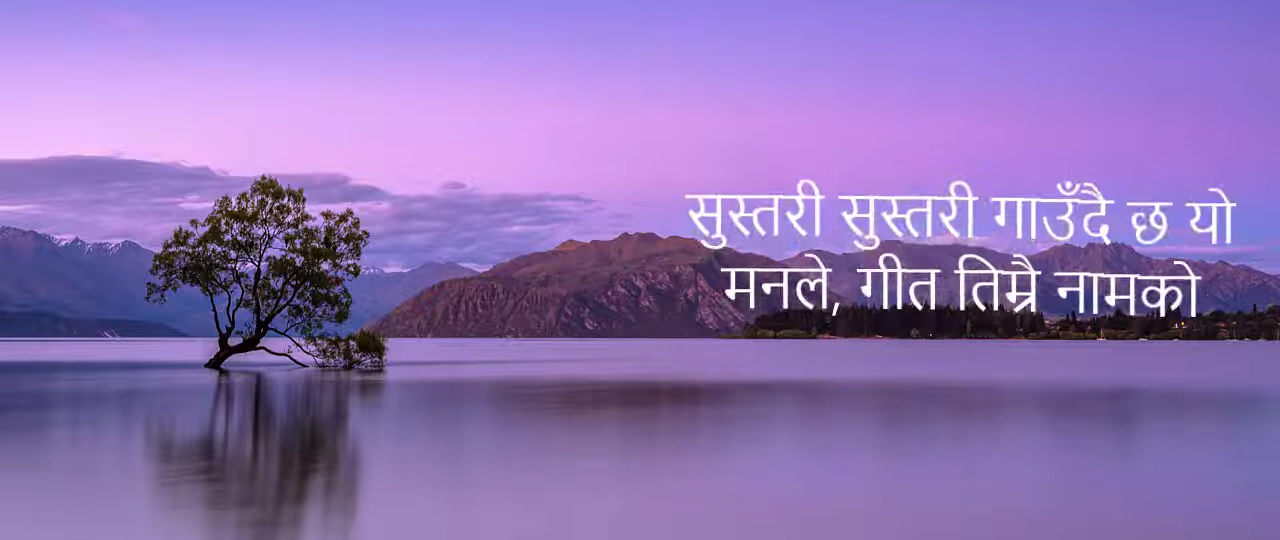 सुस्तरी सुस्तरी गाउँदै छ यो
मनले, गीत तिम्रै नामको